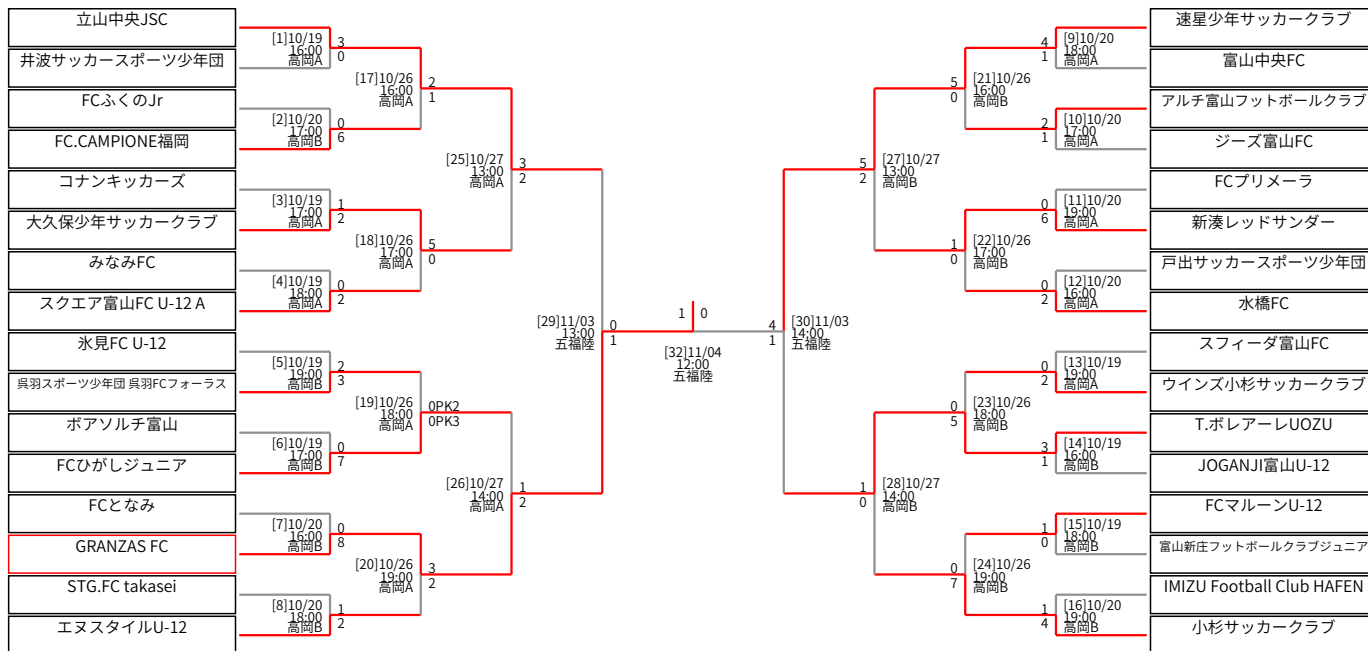 立山中央JSC
井波サッカースポーツ少年団
FCふくのJr
FC.CAMPIONE福岡
コナンキッカーズ
大久保少年サッカークラブ
みなみFC
スクエア富山FC U-12 A
氷見FC U-12
呉羽スポーツ少年団 呉羽FCフォーラス
ボアソルチ富山
FCひがしジュニア
FCとなみ
GRANZAS FC
STG.FC takasei
エヌスタイルU-12
[1]10/19
16:00
高岡A
3
0
[2]10/20
17:00
高岡B
0
6
[3]10/19
17:00
高岡A
1
2
[4]10/19
18:00
高岡A
0
2
[5]10/19
19:00
高岡B
2
3
[6]10/19
17:00
高岡B
0
7
[7]10/20
16:00
高岡B
0
8
[8]10/20
18:00
高岡B
1
2
[17]10/26
16:00
高岡A
2
1
[18]10/26
17:00
高岡A
5
0
[19]10/26
18:00
高岡A
0PK2
0PK3
[20]10/26
19:00
高岡A
3
2
[25]10/27
13:00
高岡A
3
2
[26]10/27
14:00
高岡A
1
2
[29]11/03
13:00
五福陸
0
1
1 0
[32]11/04
12:00
五福陸
4
1
[30]11/03
14:00
五福陸
5
2
[27]10/27
13:00
高岡B
1
0
[28]10/27
14:00
高岡B
5
0
[21]10/26
16:00
高岡B
1
0
[22]10/26
17:00
高岡B
0
5
[23]10/26
18:00
高岡B
0
7
[24]10/26
19:00
高岡B
4
1
[9]10/20
18:00
高岡A
2
1
[10]10/20
17:00
高岡A
0
6
[11]10/20
19:00
高岡A
0
2
[12]10/20
16:00
高岡A
0
2
[13]10/19
19:00
高岡A
3
1
[14]10/19
16:00
高岡B
1
0
[15]10/19
18:00
高岡B
1
4
[16]10/20
19:00
高岡B
速星少年サッカークラブ
富山中央FC
アルチ富山フットボールクラブ
ジーズ富山FC
FCプリメーラ
新湊レッドサンダー
戸出サッカースポーツ少年団
水橋FC
スフィーダ富山FC
ウインズ小杉サッカークラブ
T.ボレアーレUOZU
JOGANJI富山U-12
FCマルーンU-12
富山新庄フットボールクラブジュニア
IMIZU Football Club HAFEN
小杉サッカークラブ